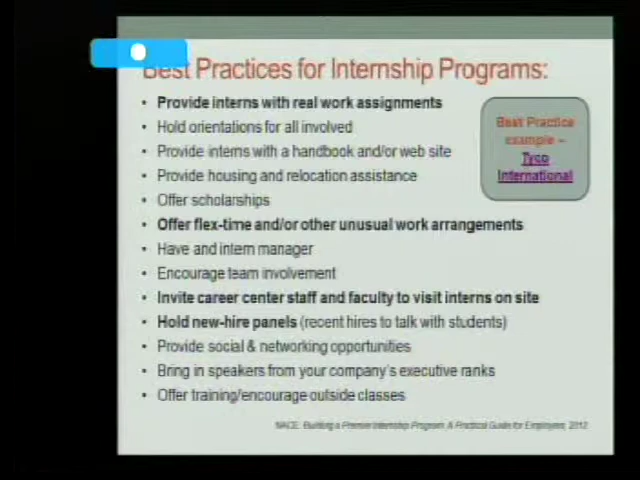 Best Practices for Internship Programs:
• Provide interns with real work assignments
• Hold orientations for all involved
• Provide interns with a handbook and/or web site
• Provide housing and relocation assistance
• Offer scholarships
• Offer flex-time and/or other unusual work arrangements
• Have and intern manager
• Encourage team involvement
• Invite career center staff and faculty to visit interns on site
• Hold new-hire panels (recent hires to talk with students)
• Provide social & networking opportunities
• Bring in speakers from your company's executive ranks
• Offer training/encourage outside classes
Best Practice
example –
Tyco
International
NACE: Building a Premier Internship Program: A Practical Guide for Employers, 2012